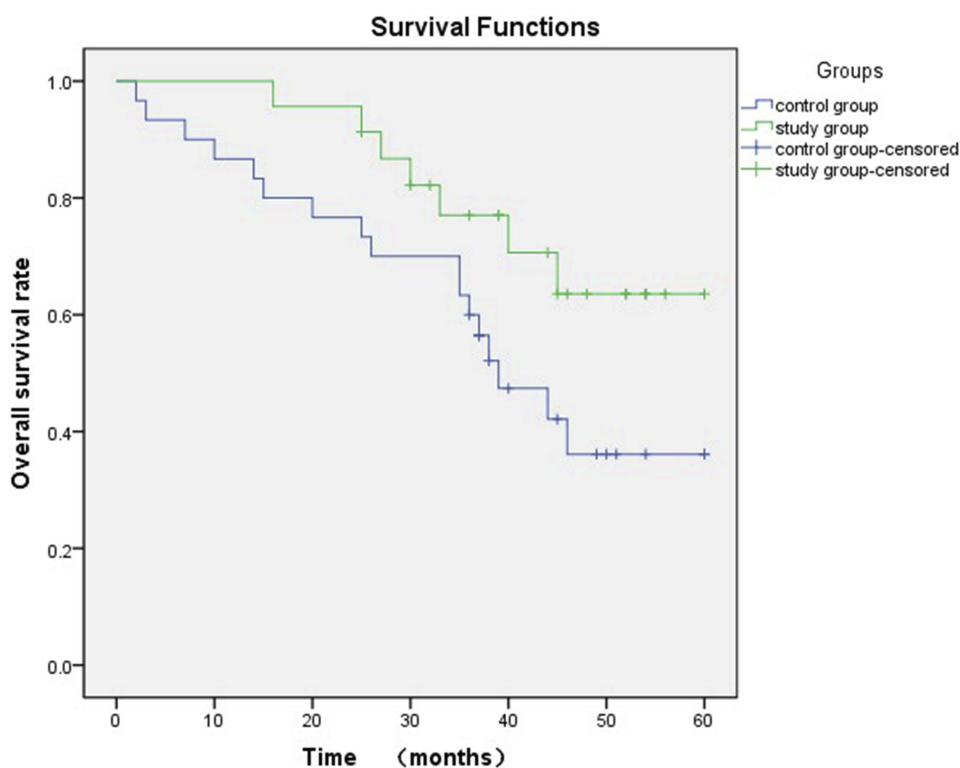 Survival Functions
Groups
control group
study group
control group-censored
study group-censored
Overall survival rate
1.0
0.8
0.6
0.4
0.2
0.0
0 10 20 30 40 50 60
Time （months）